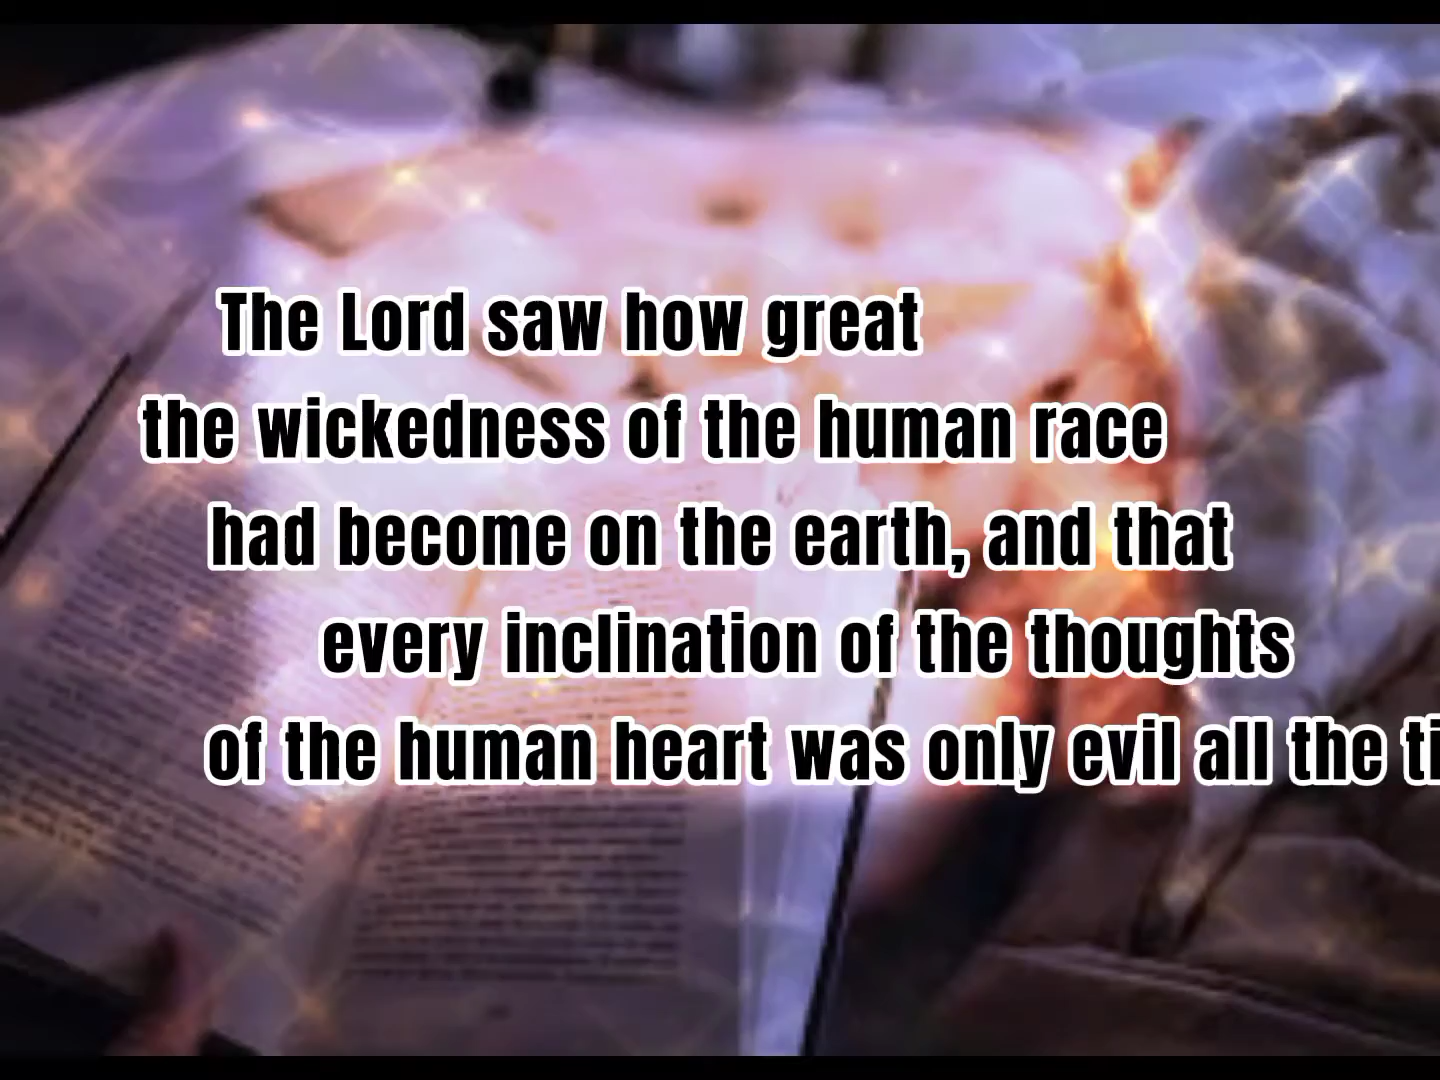 The Lord saw how great
the wickedness of the human race
had become on the earth, and that
every inclination of the thoughts
of the human heart was only evil all the